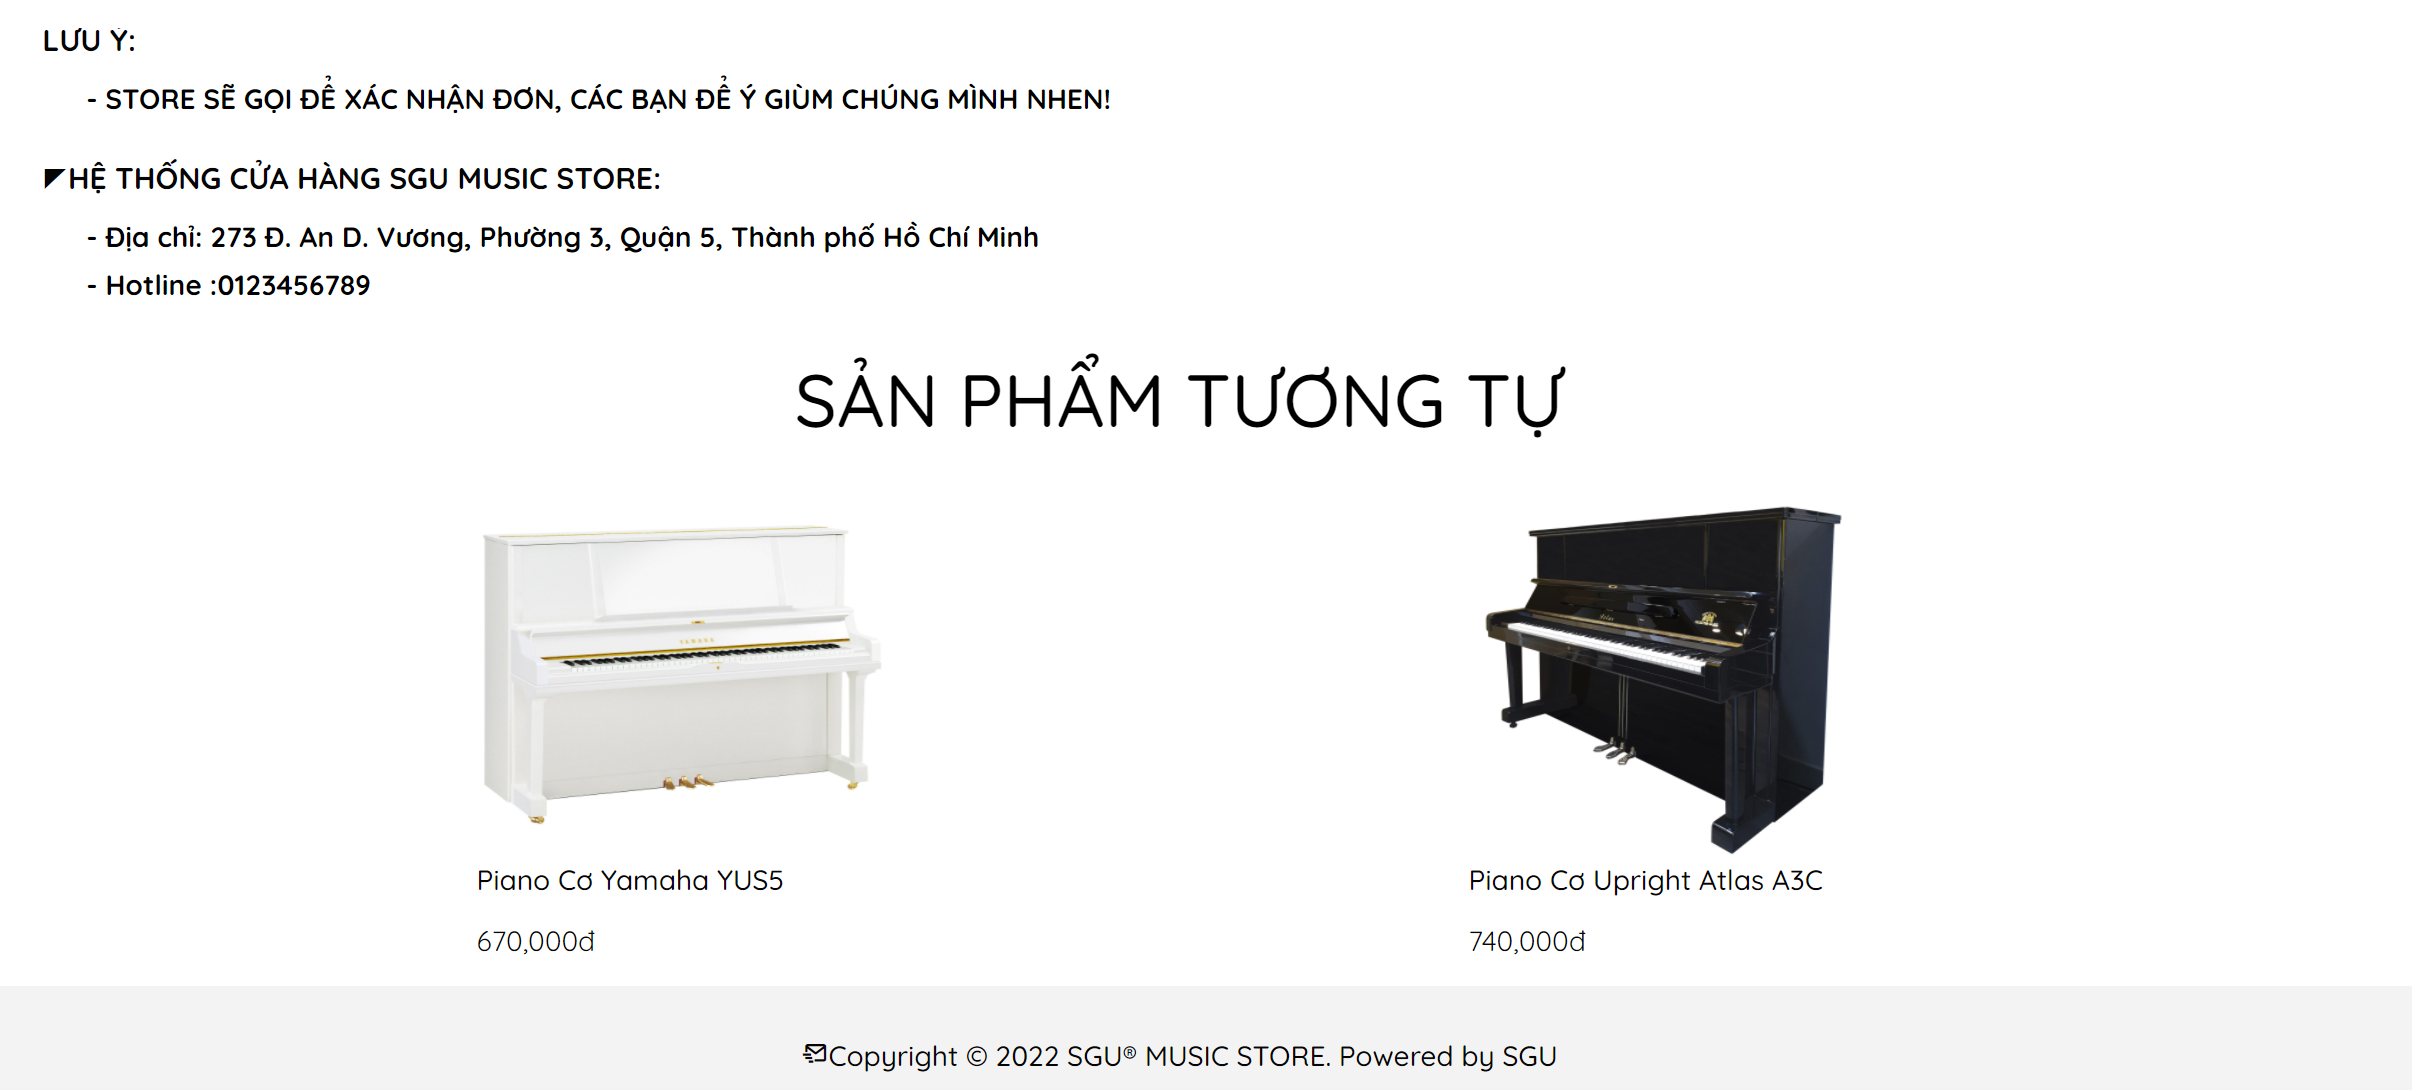 LƯU Ý:
- STORE SẼ GỌI ĐỂ XÁC NHẬN ĐƠN, CÁC BẠN ĐỂ Ý GIÙM CHÚNG MÌNH NHEN!
◤HỆ THỐNG CỬA HÀNG SGU MUSIC STORE:
- Địa chỉ: 273 Đ. An D. Vương, Phường 3, Quận 5, Thành phố Hồ Chí Minh
- Hotline :0123456789
SẢN PHẨM TƯƠNG TỰ
YAMAHA
Atlas
Piano Cơ Yamaha YUS5
Piano Cơ Upright Atlas A3C
670,000đ
740,000đ
Copyright © 2022 SGU® MUSIC STORE. Powered by SGU